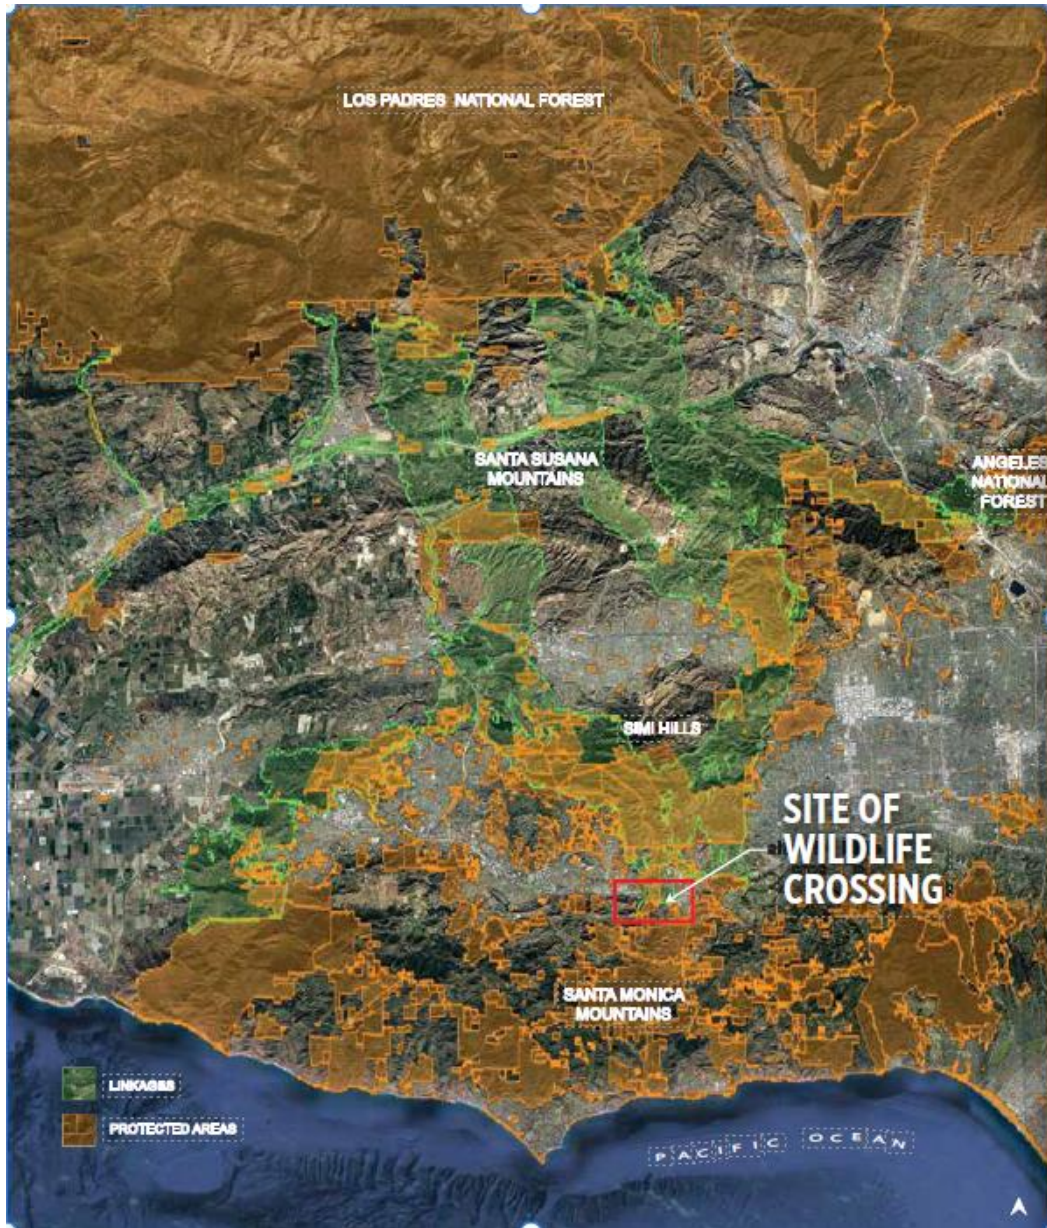 LOS PADRES NATIONAL FOREST
SANTA SUSANA
MOUNTAINS
ANGELES
NATIONAL
FOREST
SIMI HILLS
SITE OF
WILDLIFE
CROSSING
SANTA MONICA
MOUNTAINS
LINKAGES
PROTECTED AREAS
PACIFIC OCEAN